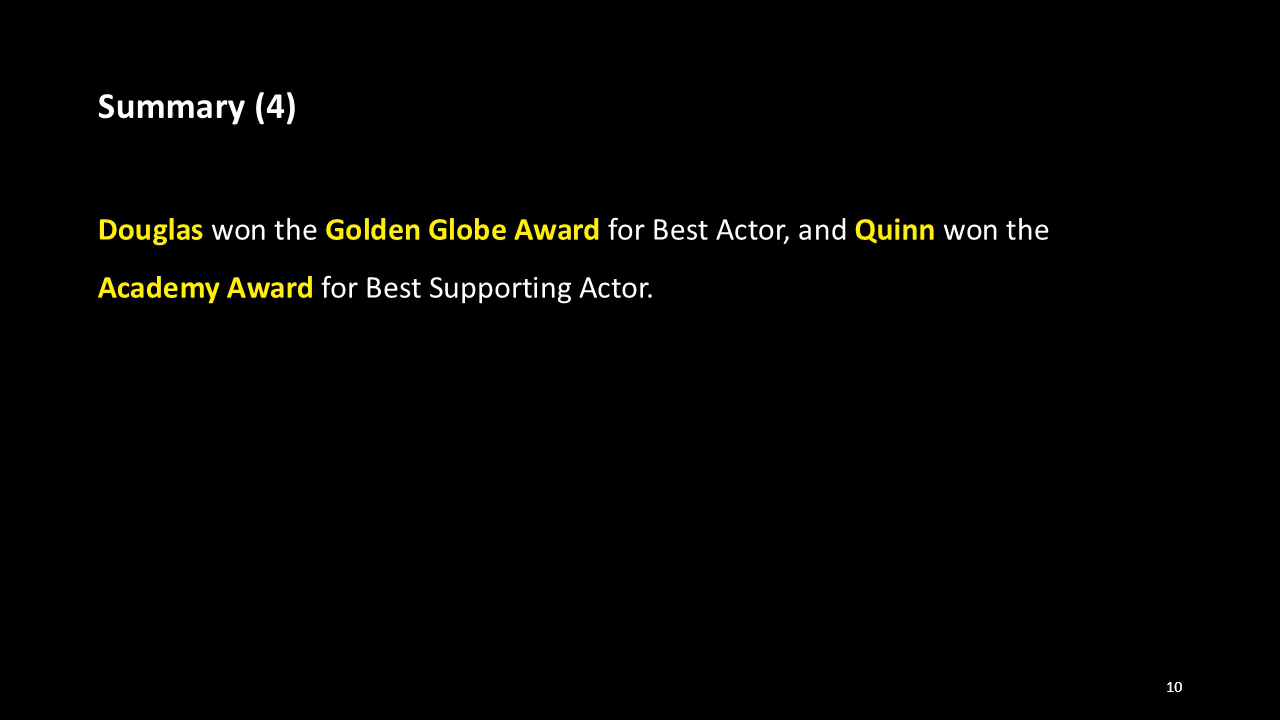 Summary (4)
Douglas won the Golden Globe Award for Best Actor, and Quinn won the
Academy Award for Best Supporting Actor.
10